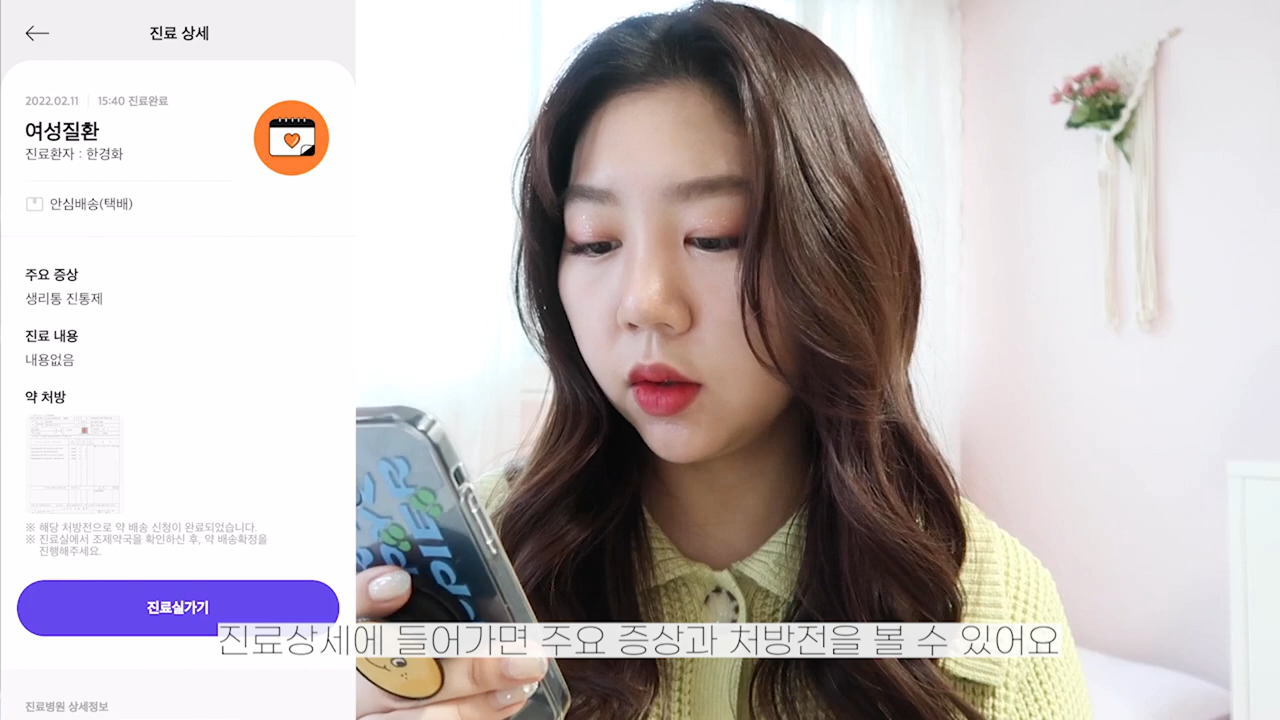 진료 상세
2022.02.11 | 15:40 진료완료
여성질환
진료환자 : 한경화
안심배송(택배)
주요 증상
생리통 진통제
진료 내용
내용없음
약 처방
※ 해당 처방전으로 약 배송 신청이 완료되었습니다.
※ 진료실에서 조제약국을 확인하신 후, 약 배송확정을
진행해주세요.
진료실가기
진료상세에 들어가면 주요 증상과 처방전을 볼 수 있어요
진료병원 상세정보